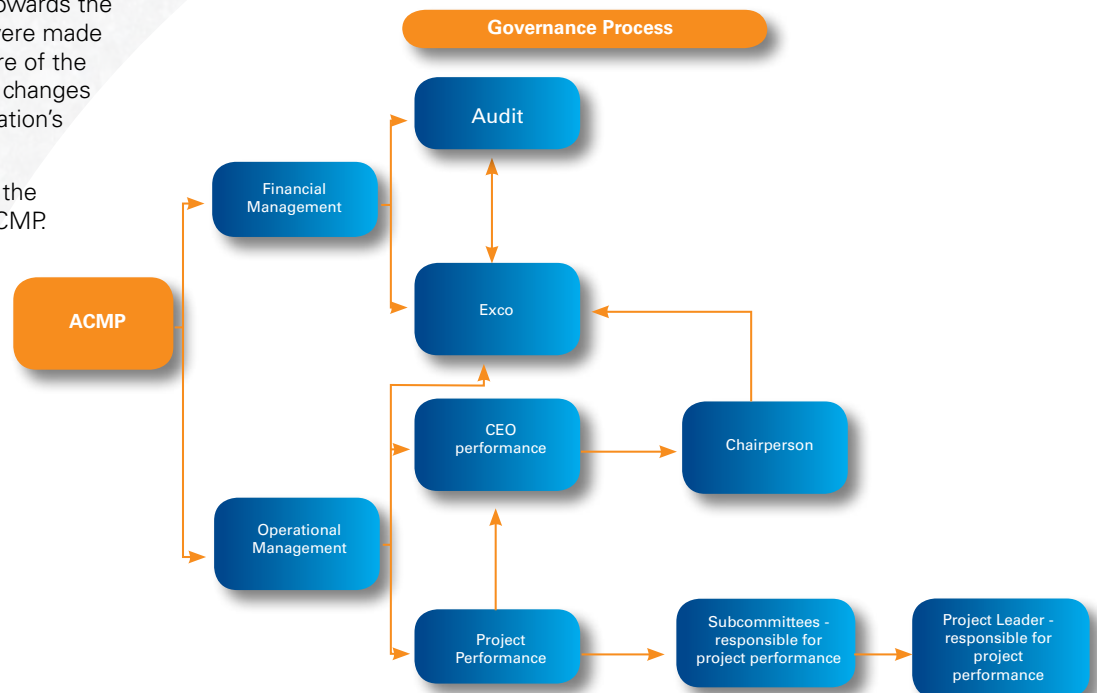 owards the
vere made
re of the
changes
ation's
the
CMP.
Governance Process
Audit
Financial
Management
Exco
ACMP
CEO
performance
Chairperson
Operational
Management
Project
Performance
Subcommittees -
responsible for
project performance
Project Leader -
responsible for
project
performance